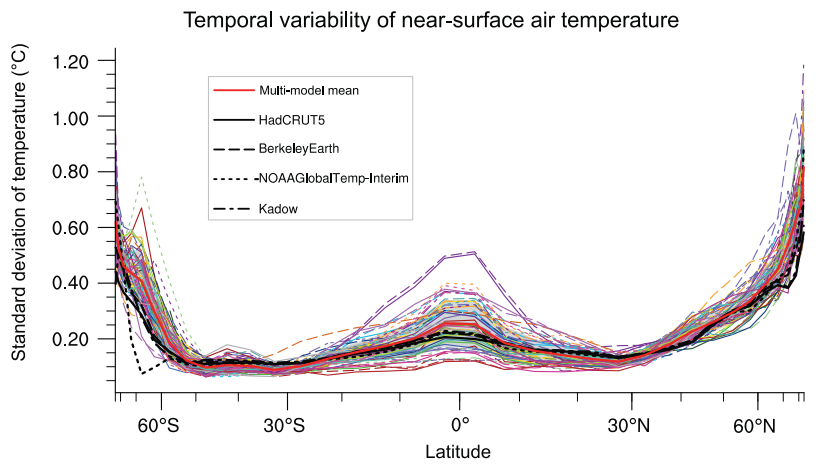 Temporal variability of near-surface air temperature
Standard deviation of temperature (°C)
1.20
1.00
0.80
0.60
0.40
0.20
Multi-model mean
HadCRUT5
BerkeleyEarth
NOAAGlobalTemp-Interim
Kadow
60°S
30°S
0°
30°N
60°N
Latitude